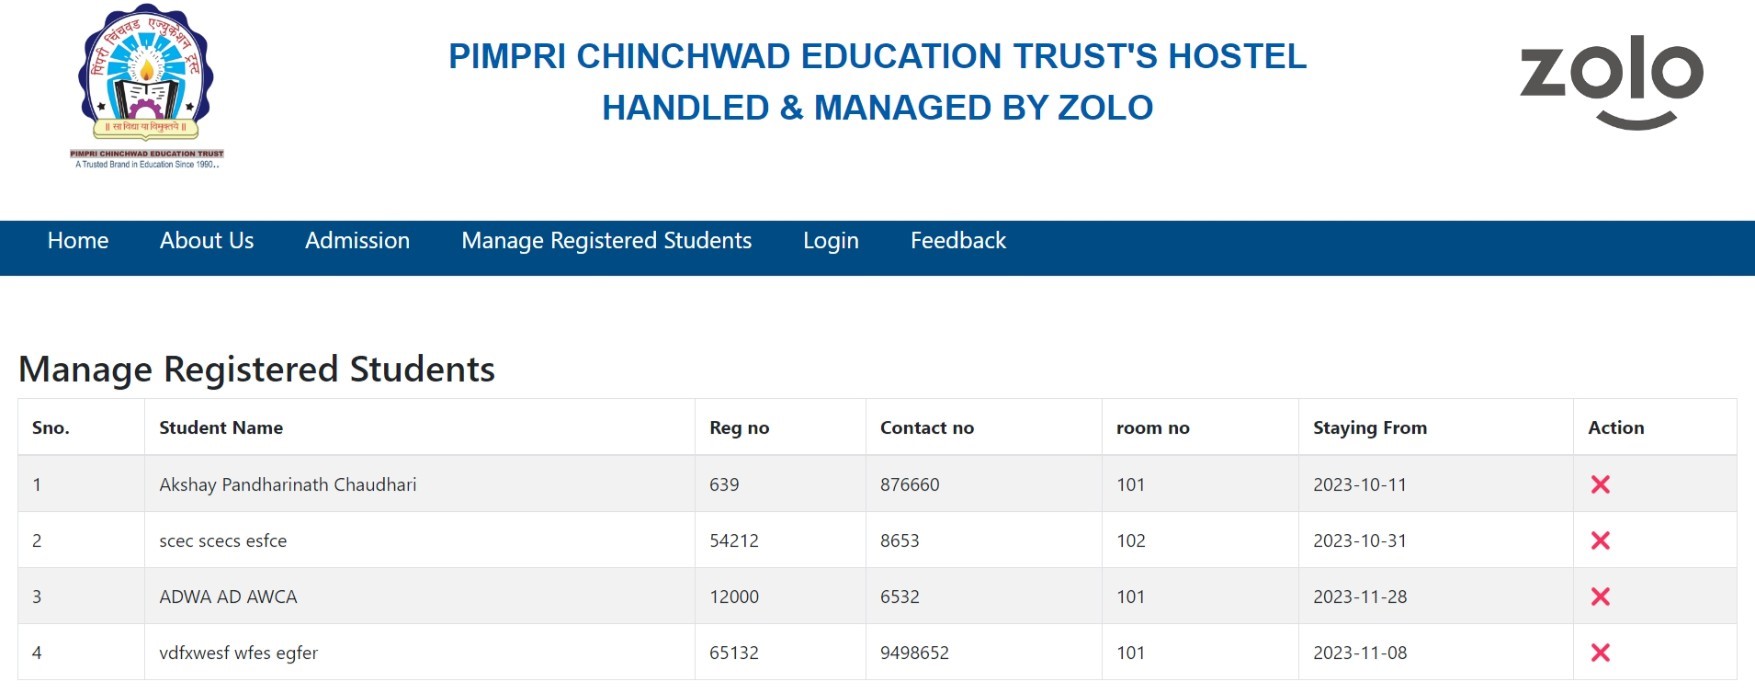 पिंपरी चिंचवड एज्युकेशन ट्रस्ट
॥ सा विद्या या विमुक्तये ॥
PIMPRI CHINCHWAD EDUCATION TRUST
A Trusted Brand in Education Since 1990..
PIMPRI CHINCHWAD EDUCATION TRUST'S HOSTEL
HANDLED & MANAGED BY ZOLO
zolo
Home About Us Admission Manage Registered Students Login Feedback
Manage Registered Students
Sno. Student Name Reg no Contact no room no Staying From Action
1 Akshay Pandharinath Chaudhari 639 876660 101 2023-10-11
2 scec scecs esfce 54212 8653 102 2023-10-31
3 ADWA AD AWCA 12000 6532 101 2023-11-28
4 vdfxwesf wfes egfer 65132 9498652 101 2023-11-08